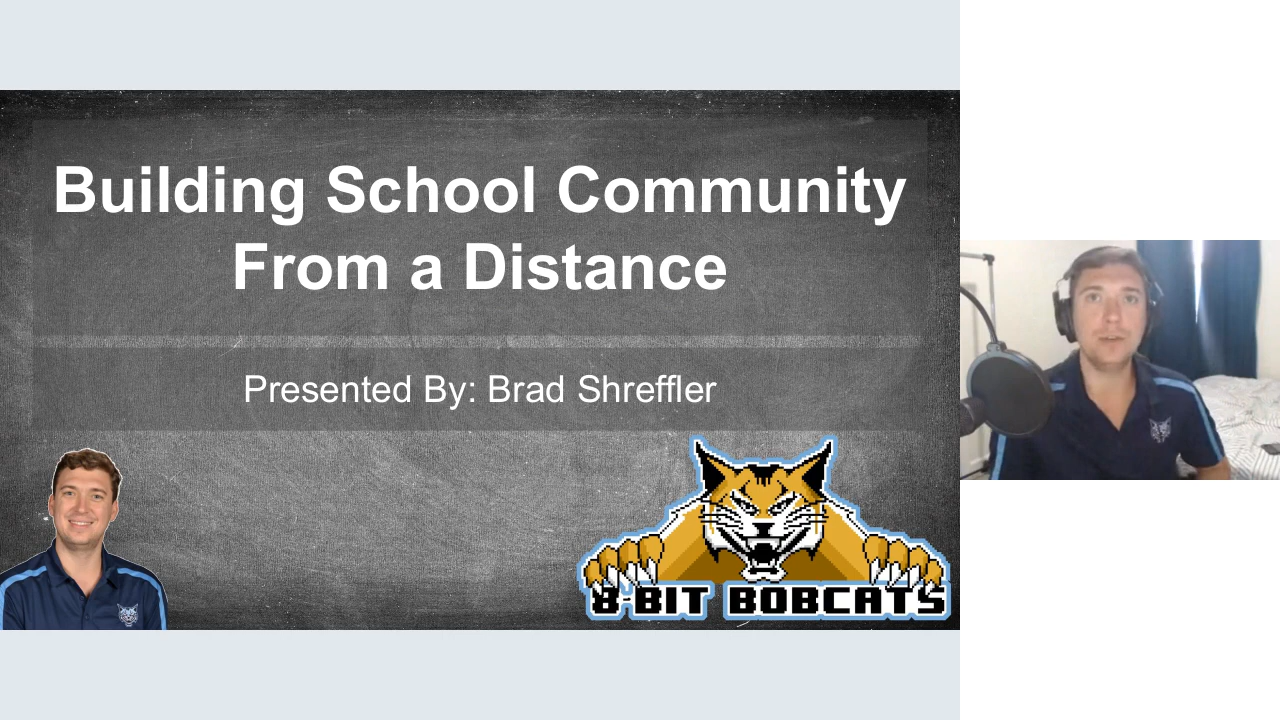 Building School Community
From a Distance
Presented By: Brad Shreffler
8-BIT BOBCATS